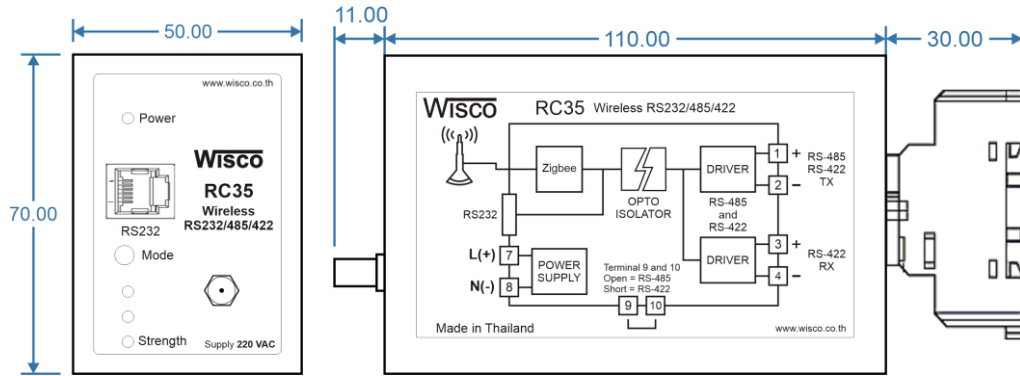 50.00
11.00
110.00
30.00
70.00
www.wisco.co.th
Power
WISCO
RC35
Wireless
RS232/485/422
RS232
Mode
Strength
Supply 220 VAC
WISCO RC35 Wireless RS232/485/422
Zigbee
OPTO
ISOLATOR
DRIVER
1 +
2 −
RS-485
RS-422
TX
RS-485
and
RS-422
RS232
DRIVER
3 +
4 −
RS-422
RX
L(+) 7
N(-) 8
POWER
SUPPLY
Terminal 9 and 10
Open = RS-485
Short = RS-422
9 10
Made in Thailand
www.wisco.co.th